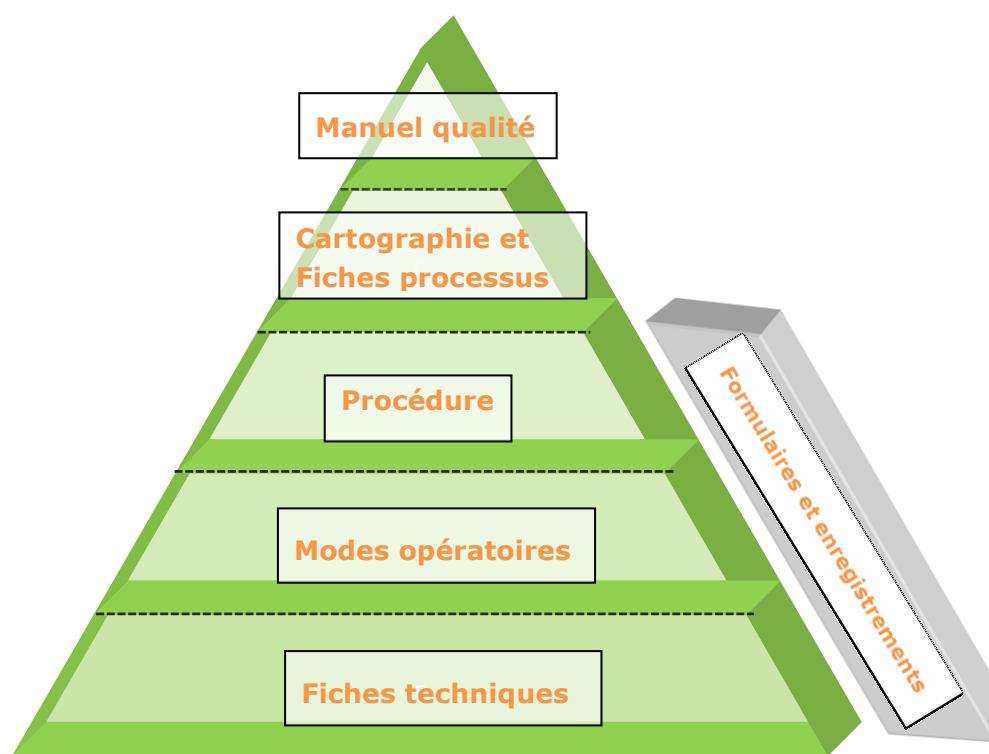 Manuel qualité
Cartographie et
Fiches processus
Procédure
Modes opératoires
Fiches techniques
Formulaires et enregistrements